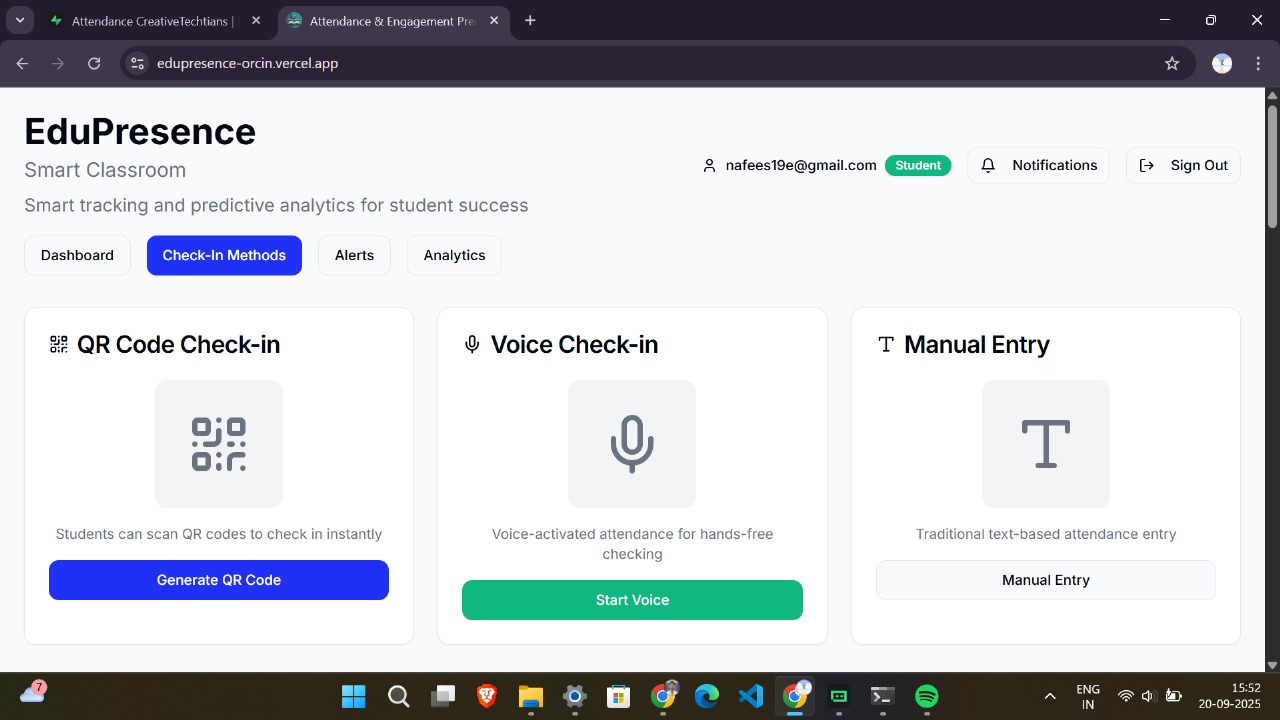 Attendance CreativeTechtians |
Attendance & Engagement Pre
edupresence-orcin.vercel.app
EduPresence
Smart Classroom
Smart tracking and predictive analytics for student success
nafees19e@gmail.com
Student
Notifications
Sign Out
Dashboard
Check-In Methods
Alerts
Analytics
QR Code Check-in
Students can scan QR codes to check in instantly
Generate QR Code
Voice Check-in
Voice-activated attendance for hands-free
checking
Start Voice
Manual Entry
Traditional text-based attendance entry
Manual Entry
7
ENG
IN
15:52
20-09-2025